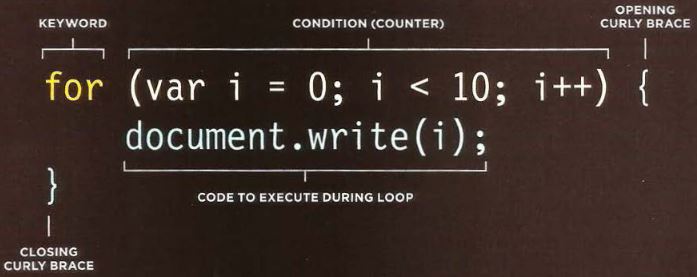 KEYWORD
CONDITION (COUNTER)
OPENING
CURLY BRACE
for (var i = 0; i < 10; i++) {
document.write(i);
}
CODE TO EXECUTE DURING LOOP
CLOSING
CURLY BRACE